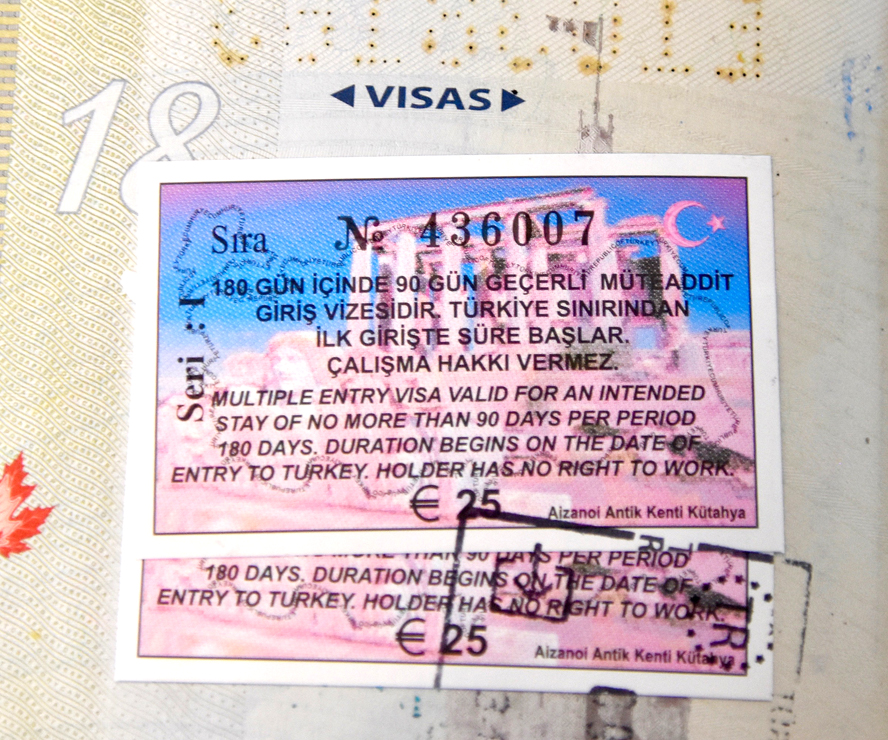 Canada
VISAS
18
Sıra № 436007
Seri : I
180 GÜN İÇİNDE 90 GÜN GEÇERLİ MÜTEADDİT
GİRİŞ VİZESİDİR. TÜRKİYE SINIRINDAN
İLK GİRİŞTE SÜRE BAŞLAR.
ÇALIŞMA HAKKI VERMEZ.
MULTIPLE ENTRY VISA VALID FOR AN INTENDED
STAY OF NO MORE THAN 90 DAYS PER PERIOD
180 DAYS. DURATION BEGINS ON THE DATE OF
ENTRY TO TURKEY. HOLDER HAS NO RIGHT TO WORK.
€ 25
Aizanoi Antik Kenti Kütahya
MORE THAN 90 DAYS PER PERIOD
180 DAYS. DURATION BEGINS ON THE DATE OF
ENTRY TO TURKEY. HOLDER HAS NO RIGHT TO WORK.
€ 25
Aizanoi Antik Kenti Kütahya
TR